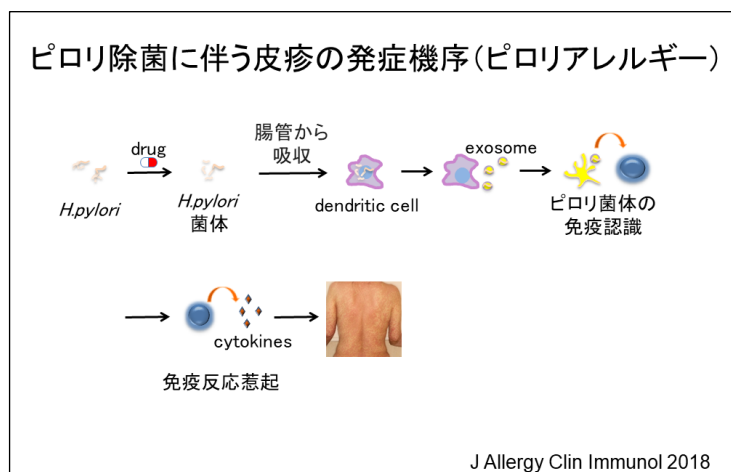 ピロリ除菌に伴う皮疹の発症機序(ピロリアレルギー)
drug
腸管から
吸収
exosome
H.pylori
H.pylori
菌体
dendritic cell
ピロリ菌体の
免疫認識
cytokines
免疫反応惹起
J Allergy Clin Immunol 2018